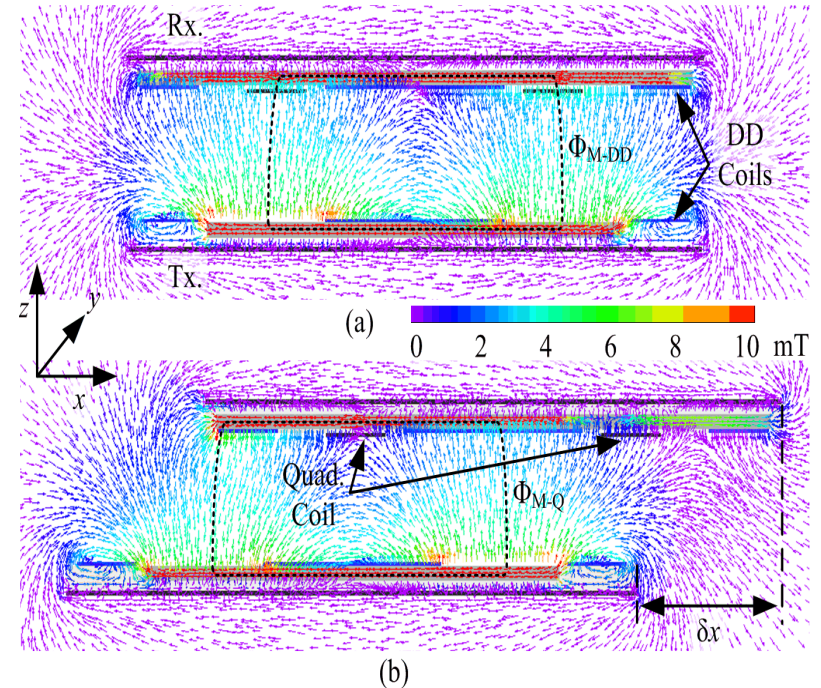 Rx.
ΦM-DD
DD
Coils
Tx.
z
y
x
(a)
0 2 4 6 8 10 mT
Quad.
Coil
ΦM-Q
δx
(b)